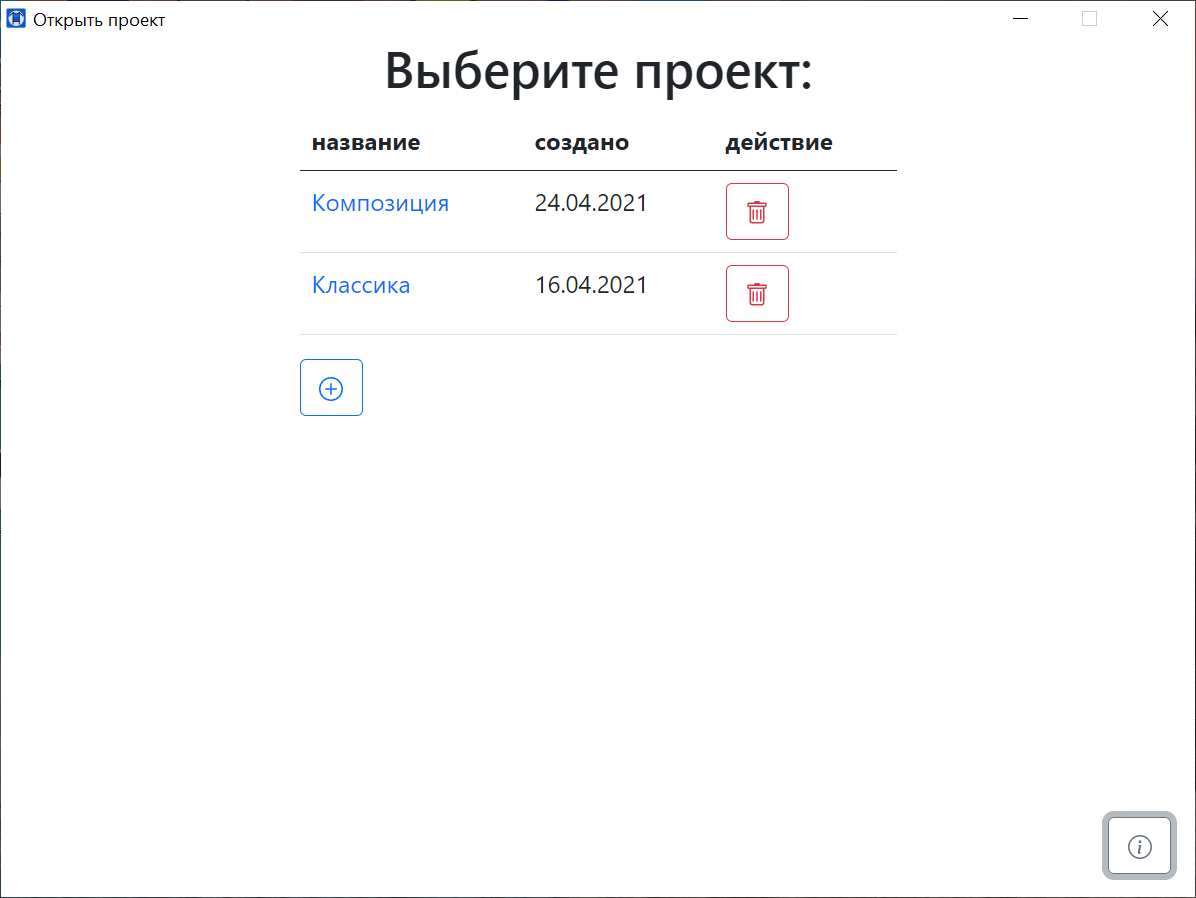 Открыть проект
Выберите проект:
название создано действие
Композиция 24.04.2021
Классика 16.04.2021